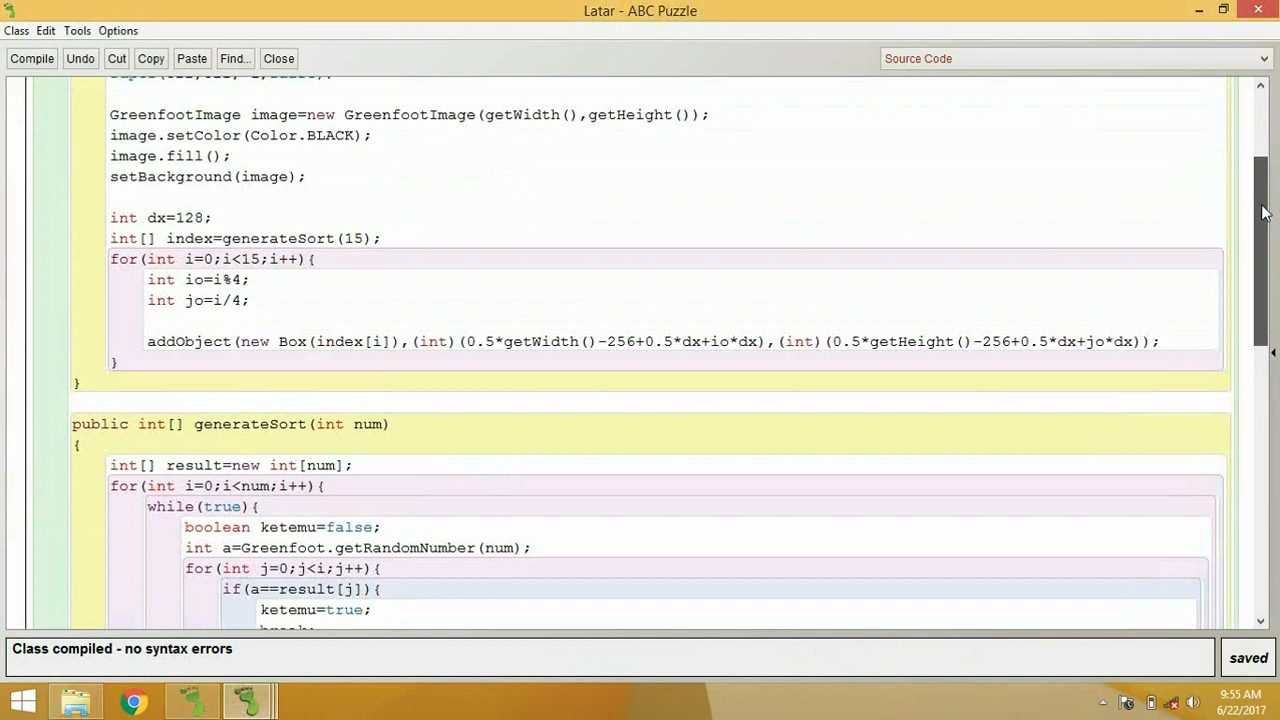 Latar - ABC Puzzle
Class Edit Tools Options
Compile Undo Cut Copy Paste Find... Close Source Code
GreenfootImage image=new GreenfootImage(getWidth(),getHeight());
image.setColor(Color.BLACK);
image.fill();
setBackground(image);
int dx=128;
int[] index=generateSort(15);
for(int i=0;i<15;i++){
int io=i%4;
int jo=i/4;
addObject(new Box(index[i]),(int)(0.5*getWidth()-256+0.5*dx+io*dx),(int)(0.5*getHeight()-256+0.5*dx+jo*dx));
}
}
public int[] generateSort(int num)
{
int[] result=new int[num];
for(int i=0;i<num;i++){
while(true){
boolean ketemu=false;
int a=Greenfoot.getRandomNumber(num);
for(int j=0;j<i;j++){
if(a==result[j]){
ketemu=true;
break;
Class compiled - no syntax errors
saved
9:55 AM
6/22/2017